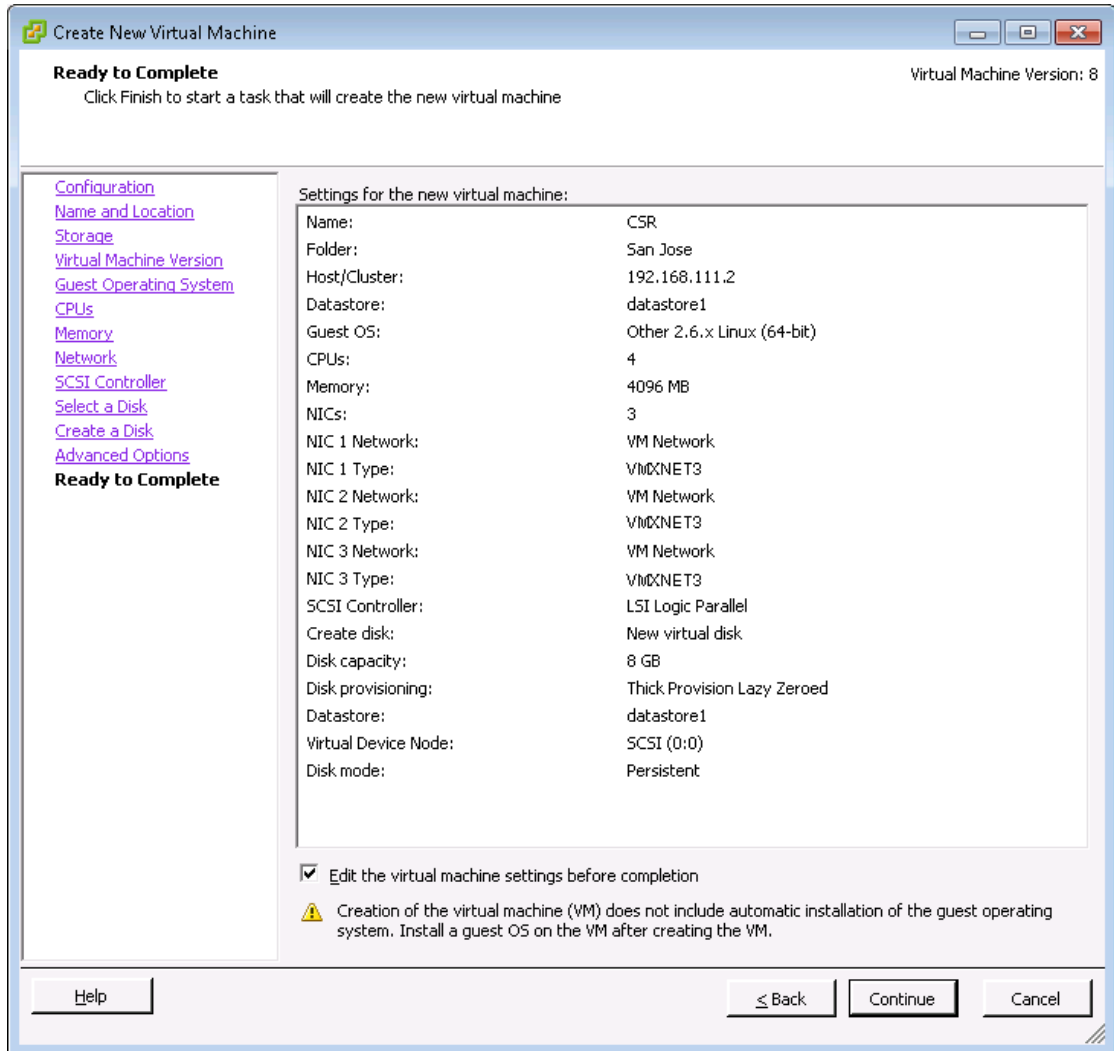 Create New Virtual Machine
Ready to Complete
Virtual Machine Version: 8
Click Finish to start a task that will create the new virtual machine
Configuration
Name and Location
Storage
Virtual Machine Version
Guest Operating System
CPUs
Memory
Network
SCSI Controller
Select a Disk
Create a Disk
Advanced Options
Ready to Complete
Settings for the new virtual machine:
Name: CSR
Folder: San Jose
Host/Cluster: 192.168.111.2
Datastore: datastore1
Guest OS: Other 2.6.x Linux (64-bit)
CPUs: 4
Memory: 4096 MB
NICs: 3
NIC 1 Network: VM Network
NIC 1 Type: VMXNET3
NIC 2 Network: VM Network
NIC 2 Type: VMXNET3
NIC 3 Network: VM Network
NIC 3 Type: VMXNET3
SCSI Controller: LSI Logic Parallel
Create disk: New virtual disk
Disk capacity: 8 GB
Disk provisioning: Thick Provision Lazy Zeroed
Datastore: datastore1
Virtual Device Node: SCSI (0:0)
Disk mode: Persistent
Edit the virtual machine settings before completion
Creation of the virtual machine (VM) does not include automatic installation of the guest operating
system. Install a guest OS on the VM after creating the VM.
Help
< Back
Continue
Cancel